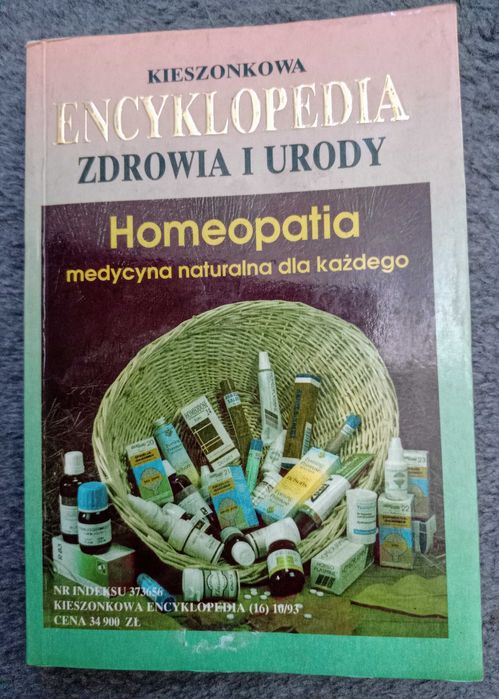 KIESZONKOWA
ENCYKLOPEDIA
ZDROWIA I URODY
Homeopatia
medycyna naturalna dla każdego
NR INDEKSU 373656
KIESZONKOWA ENCYKLOPEDIA (16) 10/93
CENA 34 900 ZŁ